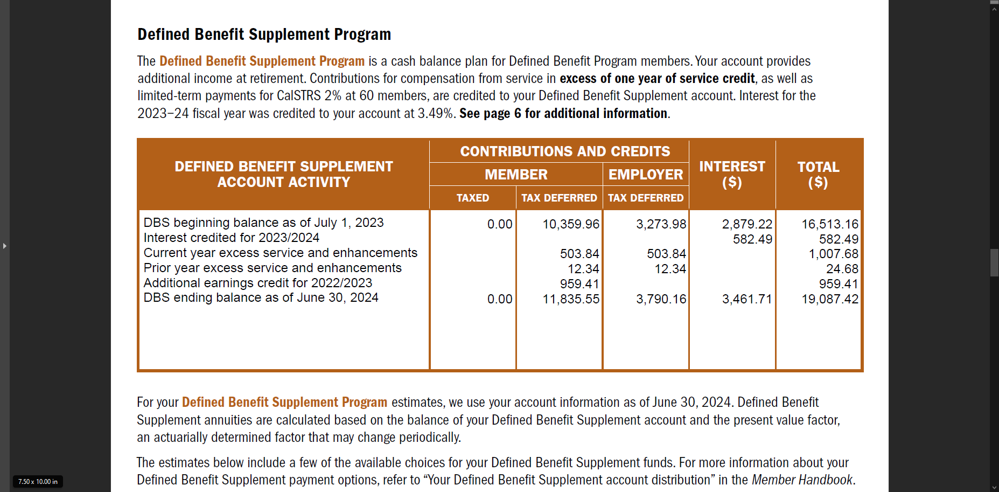 Defined Benefit Supplement Program
The Defined Benefit Supplement Program is a cash balance plan for Defined Benefit Program members. Your account provides
additional income at retirement. Contributions for compensation from service in excess of one year of service credit, as well as
limited-term payments for CalSTRS 2% at 60 members, are credited to your Defined Benefit Supplement account. Interest for the
2023–24 fiscal year was credited to your account at 3.49%. See page 6 for additional information.
DEFINED BENEFIT SUPPLEMENT
ACCOUNT ACTIVITY
CONTRIBUTIONS AND CREDITS
MEMBER EMPLOYER
TAXED TAX DEFERRED TAX DEFERRED
INTEREST
($)
TOTAL
($)
DBS beginning balance as of July 1, 2023 0.00 10,359.96 3,273.98 2,879.22 16,513.16
Interest credited for 2023/2024 582.49 582.49
Current year excess service and enhancements 503.84 503.84 1,007.68
Prior year excess service and enhancements 12.34 12.34 24.68
Additional earnings credit for 2022/2023 959.41 959.41
DBS ending balance as of June 30, 2024 0.00 11,835.55 3,790.16 3,461.71 19,087.42
For your Defined Benefit Supplement Program estimates, we use your account information as of June 30, 2024. Defined Benefit
Supplement annuities are calculated based on the balance of your Defined Benefit Supplement account and the present value factor,
an actuarially determined factor that may change periodically.
The estimates below include a few of the available choices for your Defined Benefit Supplement funds. For more information about your
Defined Benefit Supplement payment options, refer to “Your Defined Benefit Supplement account distribution” in the Member Handbook.
7.50 x 10.00 in